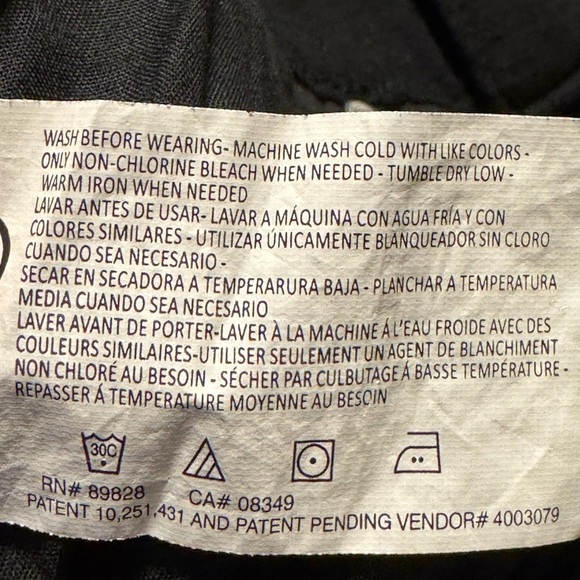 WASH BEFORE WEARING- MACHINE WASH COLD WITH LIKE COLORS -
ONLY NON-CHLORINE BLEACH WHEN NEEDED - TUMBLE DRY LOW -
WARM IRON WHEN NEEDED
LAVAR ANTES DE USAR- LAVAR A MÁQUINA CON AGUA FRÍA Y CON
COLORES SIMILARES - UTILIZAR ÚNICAMENTE BLANQUEADOR SIN CLORO
CUANDO SEA NECESARIO -
SECAR EN SECADORA A TEMPERARURA BAJA - PLANCHAR A TEMPERATURA
MEDIA CUANDO SEA NECESARIO
LAVER AVANT DE PORTER-LAVER À LA MACHINE Á L'EAU FROIDE AVEC DES
COULEURS SIMILAIRES-UTILISER SEULEMENT UN AGENT DE BLANCHIMENT
NON CHLORÉ AU BESOIN - SÉCHER PAR CULBUTAGE Á BASSE TEMPÉRATURE -
REPASSER Á TEMPERATURE MOYENNE AU BESOIN
30C
RN# 89828 CA# 08349
PATENT 10,251,431 AND PATENT PENDING VENDOR# 4003079